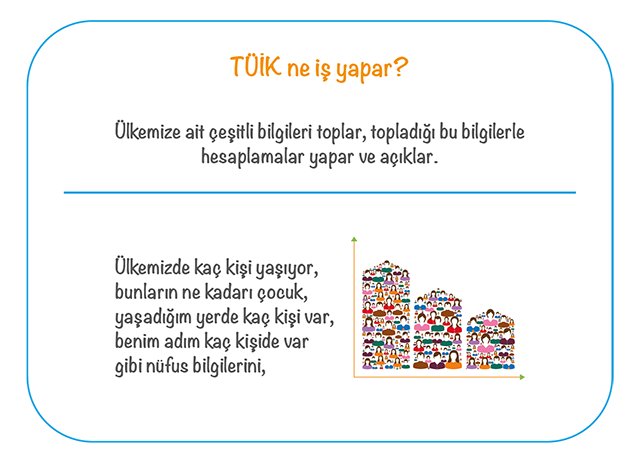 TÜİK ne iş yapar?
Ülkemize ait çeşitli bilgileri toplar, topladığı bu bilgilerle
hesaplamalar yapar ve açıklar.
Ülkemizde kaç kişi yaşıyor,
bunların ne kadarı çocuk,
yaşadığım yerde kaç kişi var,
benim adım kaç kişide var
gibi nüfus bilgilerini,